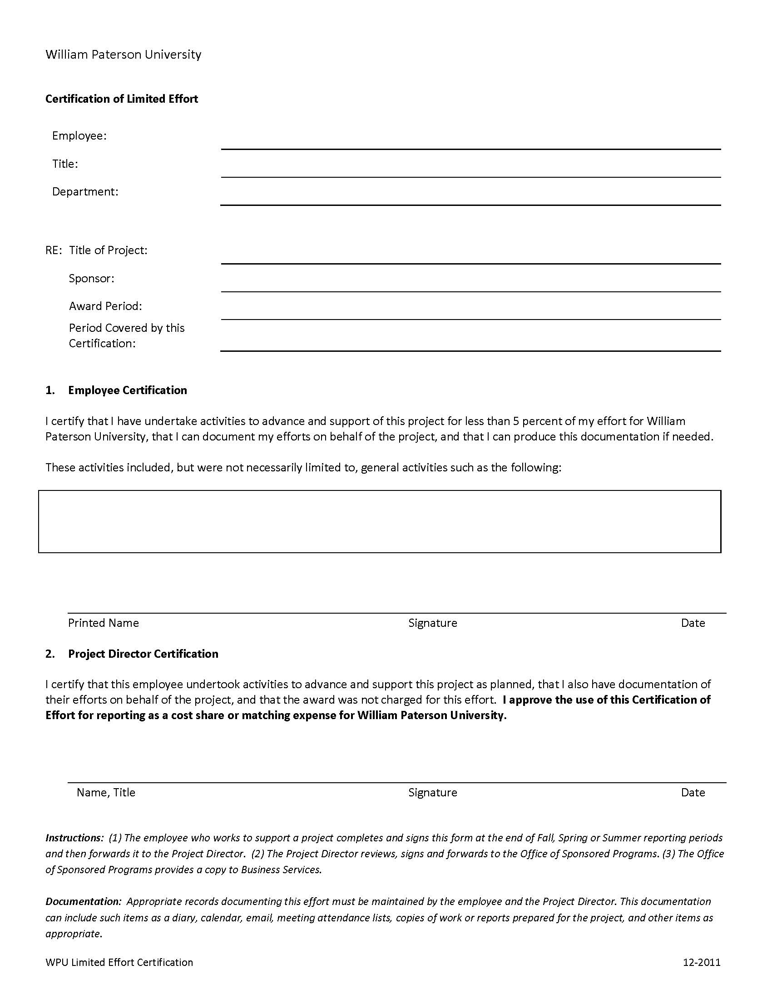 William Paterson University
Certification of Limited Effort
Employee:
Title:
Department:
RE: Title of Project:
Sponsor:
Award Period:
Period Covered by this
Certification:
1. Employee Certification
I certify that I have undertake activities to advance and support of this project for less than 5 percent of my effort for William
Paterson University, that I can document my efforts on behalf of the project, and that I can produce this documentation if needed.
These activities included, but were not necessarily limited to, general activities such as the following:
Printed Name Signature Date
2. Project Director Certification
I certify that this employee undertook activities to advance and support this project as planned, that I also have documentation of
their efforts on behalf of the project, and that the award was not charged for this effort. I approve the use of this Certification of
Effort for reporting as a cost share or matching expense for William Paterson University.
Name, Title Signature Date
Instructions: (1) The employee who works to support a project completes and signs this form at the end of Fall, Spring or Summer reporting periods
and then forwards it to the Project Director. (2) The Project Director reviews, signs and forwards to the Office of Sponsored Programs. (3) The Office
of Sponsored Programs provides a copy to Business Services.
Documentation: Appropriate records documenting this effort must be maintained by the employee and the Project Director. This documentation
can include such items as a diary, calendar, email, meeting attendance lists, copies of work or reports prepared for the project, and other items as
appropriate.
WPU Limited Effort Certification 12-2011